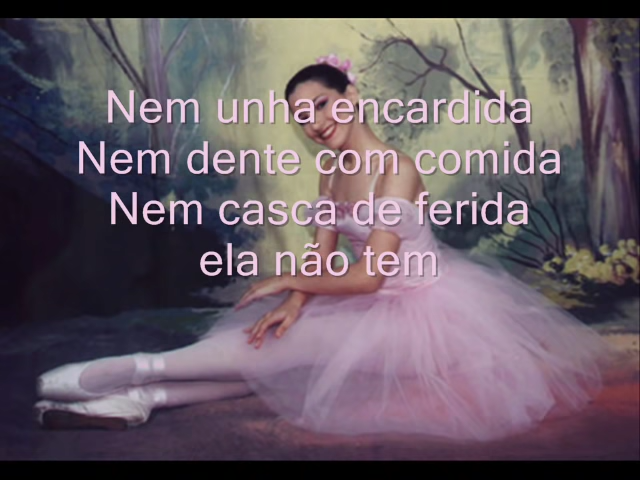 Nem unha encardida
Nem dente com comida
Nem casca de ferida
ela não tem